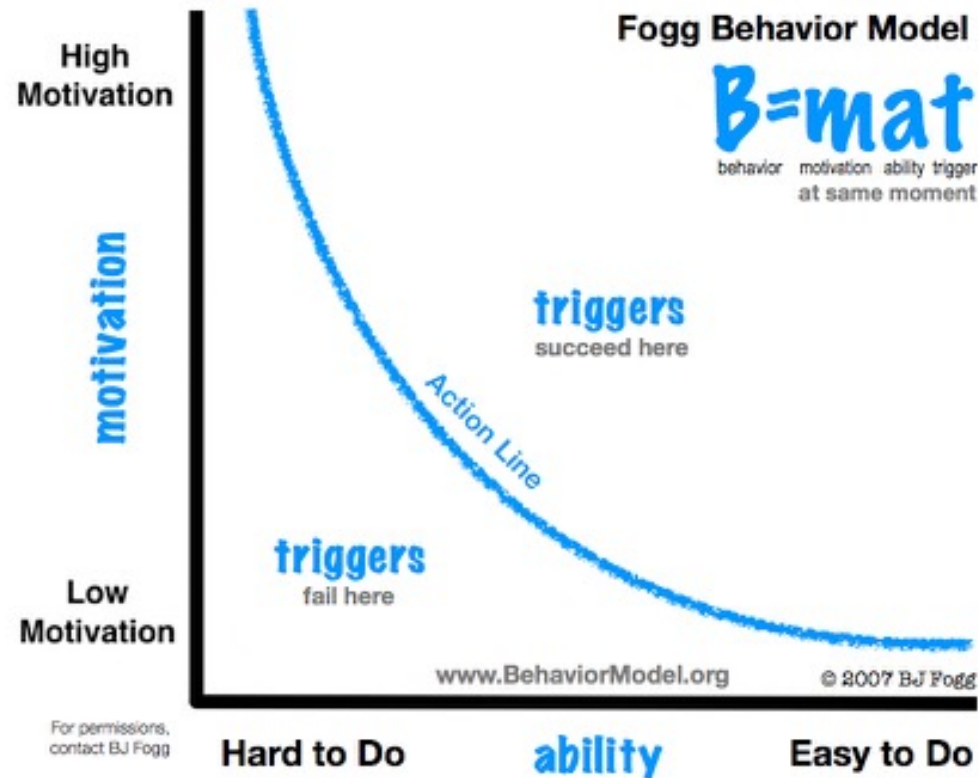 Fogg Behavior Model
B=mat
behavior motivation ability trigger
at same moment
High
Motivation
motivation
triggers
succeed here
Action Line
triggers
fail here
Low
Motivation
www.BehaviorModel.org
© 2007 BJ Fogg
For permissions,
contact BJ Fogg
Hard to Do
ability
Easy to Do